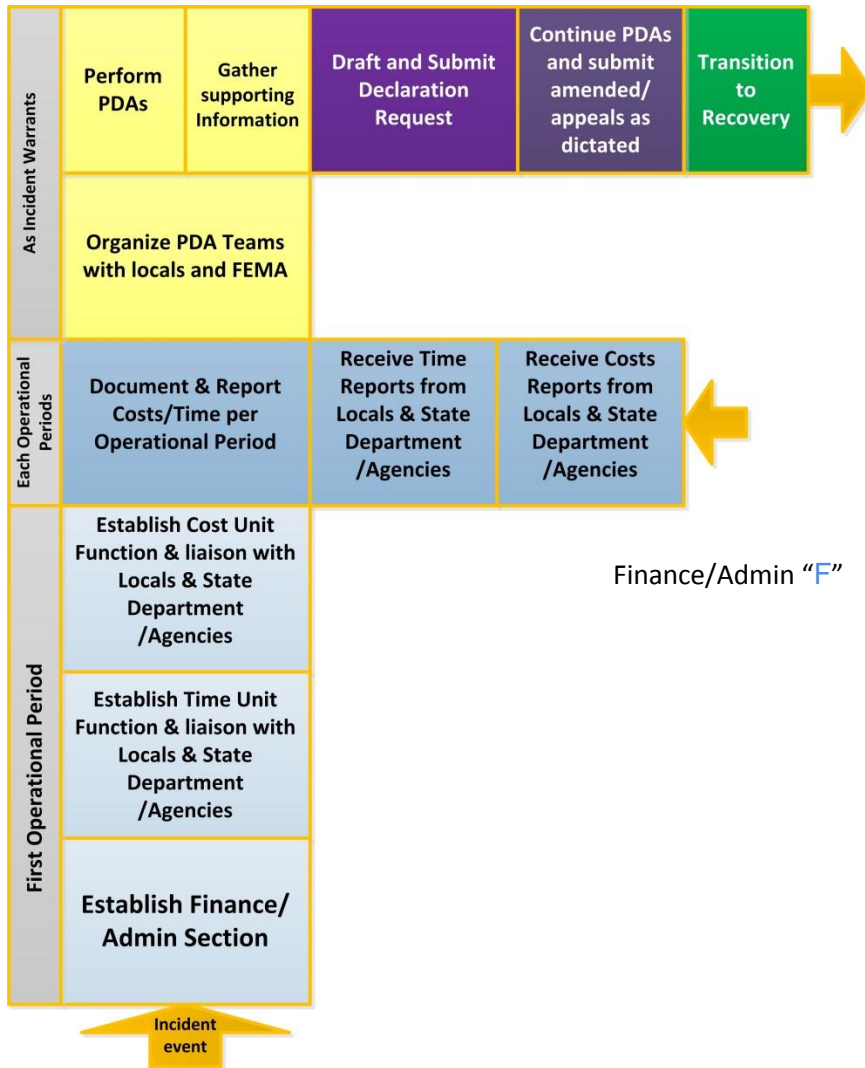 As Incident Warrants
Perform
PDAs
Gather
supporting
Information
Draft and Submit
Declaration
Request
Continue PDAs
and submit
amended/
appeals as
dictated
Transition
to
Recovery
Organize PDA Teams
with locals and FEMA
Each Operational
Periods
Document & Report
Costs/Time per
Operational Period
Receive Time
Reports from
Locals & State
Department
/Agencies
Receive Costs
Reports from
Locals & State
Department
/Agencies
First Operational Period
Establish Cost Unit
Function & liaison with
Locals & State
Department
/Agencies
Finance/Admin “F”
Establish Time Unit
Function & liaison with
Locals & State
Department
/Agencies
Establish Finance/
Admin Section
Incident
event